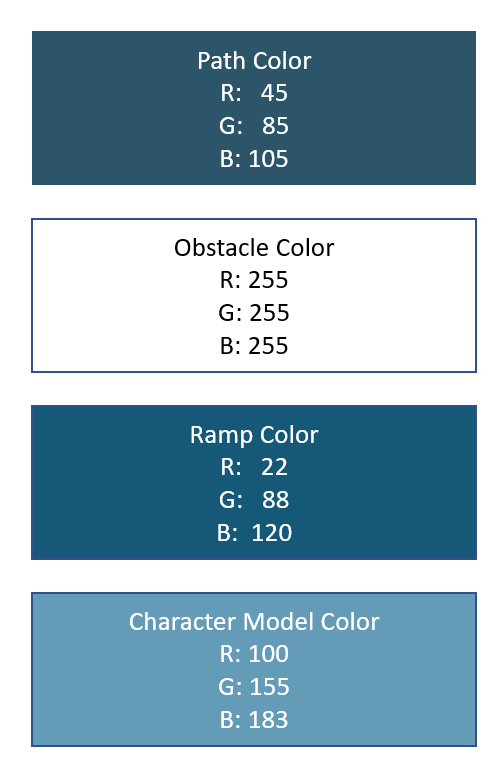 Path Color
R: 45
G: 85
B: 105
Obstacle Color
R: 255
G: 255
B: 255
Ramp Color
R: 22
G: 88
B: 120
Character Model Color
R: 100
G: 155
B: 183